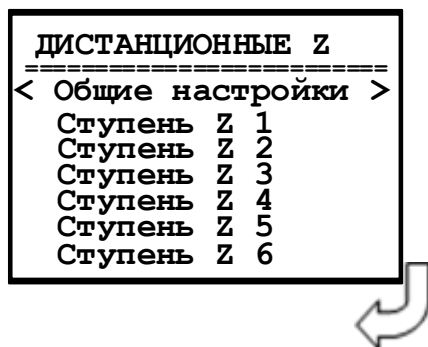 ДИСТАНЦИОННЫЕ Z
==========================
< Общие настройки >
Ступень Z 1
Ступень Z 2
Ступень Z 3
Ступень Z 4
Ступень Z 5
Ступень Z 6